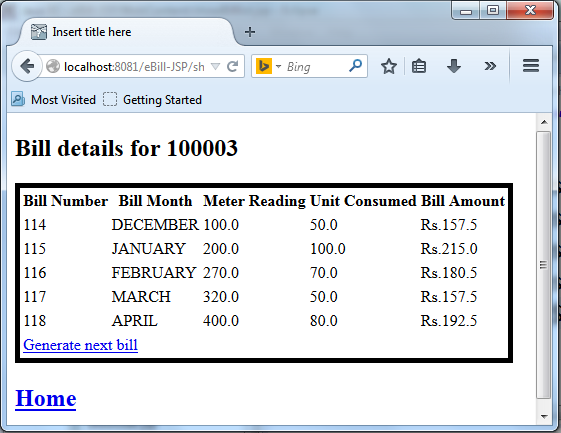 Insert title here
localhost:8081/eBill-JSP/sh
Bing
Most Visited
Getting Started
Bill details for 100003
Bill Number Bill Month Meter Reading Unit Consumed Bill Amount
114 DECEMBER 100.0 50.0 Rs.157.5
115 JANUARY 200.0 100.0 Rs.215.0
116 FEBRUARY 270.0 70.0 Rs.180.5
117 MARCH 320.0 50.0 Rs.157.5
118 APRIL 400.0 80.0 Rs.192.5
Generate next bill
Home